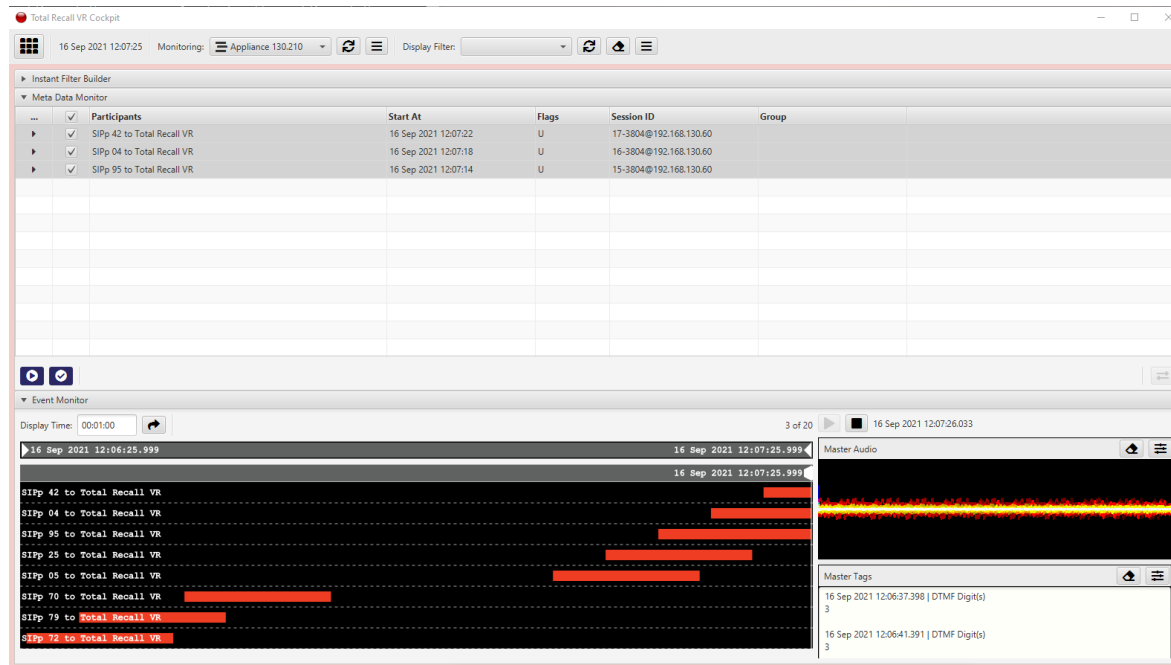 Total Recall VR Cockpit
16 Sep 2021 12:07:25 Monitoring: Appliance 130.210 Display Filter:
Instant Filter Builder
Meta Data Monitor
... Participants Start At Flags Session ID Group
SIPp 42 to Total Recall VR 16 Sep 2021 12:07:22 U 17-3804@192.168.130.60
SIPp 04 to Total Recall VR 16 Sep 2021 12:07:18 U 16-3804@192.168.130.60
SIPp 95 to Total Recall VR 16 Sep 2021 12:07:14 U 15-3804@192.168.130.60
Event Monitor
Display Time: 00:01:00 3 of 20 16 Sep 2021 12:07:26.033
16 Sep 2021 12:06:25.999 16 Sep 2021 12:07:25.999 Master Audio
16 Sep 2021 12:07:25.999
SIPp 42 to Total Recall VR
SIPp 04 to Total Recall VR
SIPp 95 to Total Recall VR
SIPp 25 to Total Recall VR
SIPp 05 to Total Recall VR
SIPp 70 to Total Recall VR
SIPp 79 to Total Recall VR
SIPp 72 to Total Recall VR
Master Tags
16 Sep 2021 12:06:37.398 | DTMF Digit(s)
3
16 Sep 2021 12:06:41.391 | DTMF Digit(s)
3